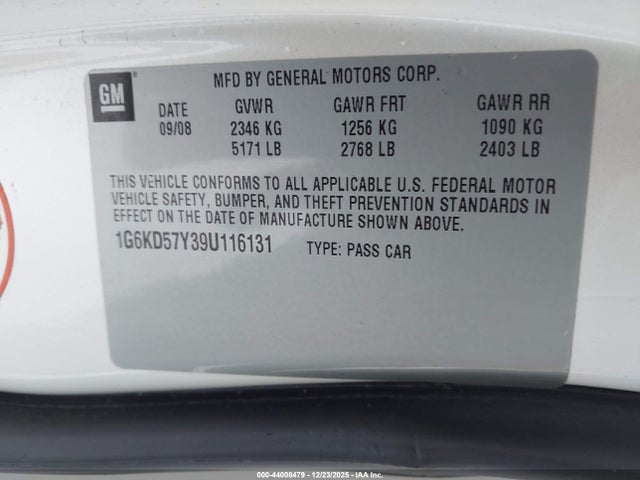 GM
MFD BY GENERAL MOTORS CORP.
DATE GVWR GAWR FRT GAWR RR
09/08 2346 KG 1256 KG 1090 KG
5171 LB 2768 LB 2403 LB
THIS VEHICLE CONFORMS TO ALL APPLICABLE U.S. FEDERAL MOTOR
VEHICLE SAFETY, BUMPER, AND THEFT PREVENTION STANDARDS IN
EFFECT ON THE DATE OF MANUFACTURE SHOWN ABOVE.
1G6KD57Y39U116131 TYPE: PASS CAR
00-44008479 - 12/23/2025 - IAAI.COM